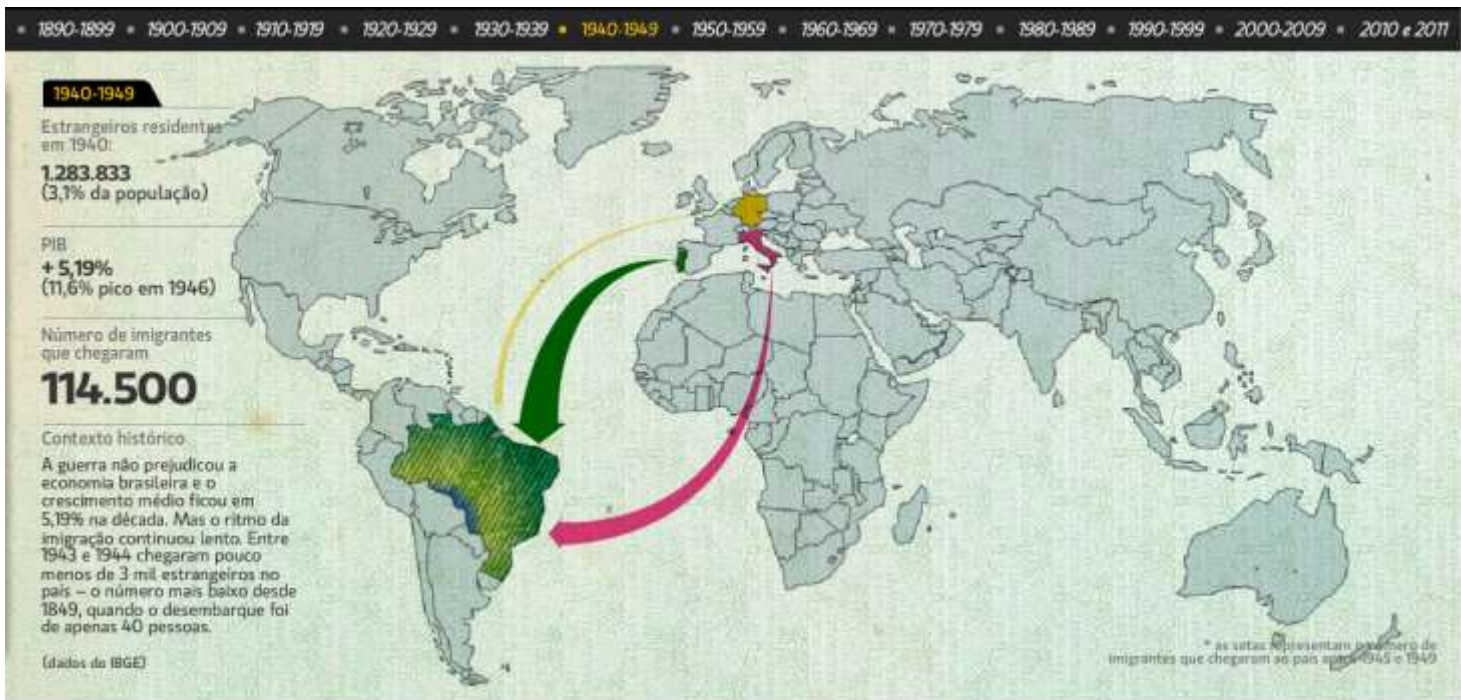 1890-1899 1900-1909 1910-1919 1920-1929 1930-1939 1940-1949 1950-1959 1960-1969 1970-1979 1980-1989 1990-1999 2000-2009 2010 e 2011
1940-1949
Estrangeiros residentes
em 1940:
1.283.833
(3,1% da população)
PIB
+ 5,19%
(11,6% pico em 1946)
Número de imigrantes
que chegaram
114.500
Contexto histórico
A guerra não prejudicou a
economia brasileira e o
crescimento médio ficou em
5,19% na década. Mas o ritmo da
imigração continuou lento. Entre
1943 e 1944 chegaram pouco
menos de 3 mil estrangeiros no
país – o número mais baixo desde
1849, quando o desembarque foi
de apenas 40 pessoas.
(dados do IBGE)
* as setas representam o número de
imigrantes que chegaram ao país 1945 e 1949